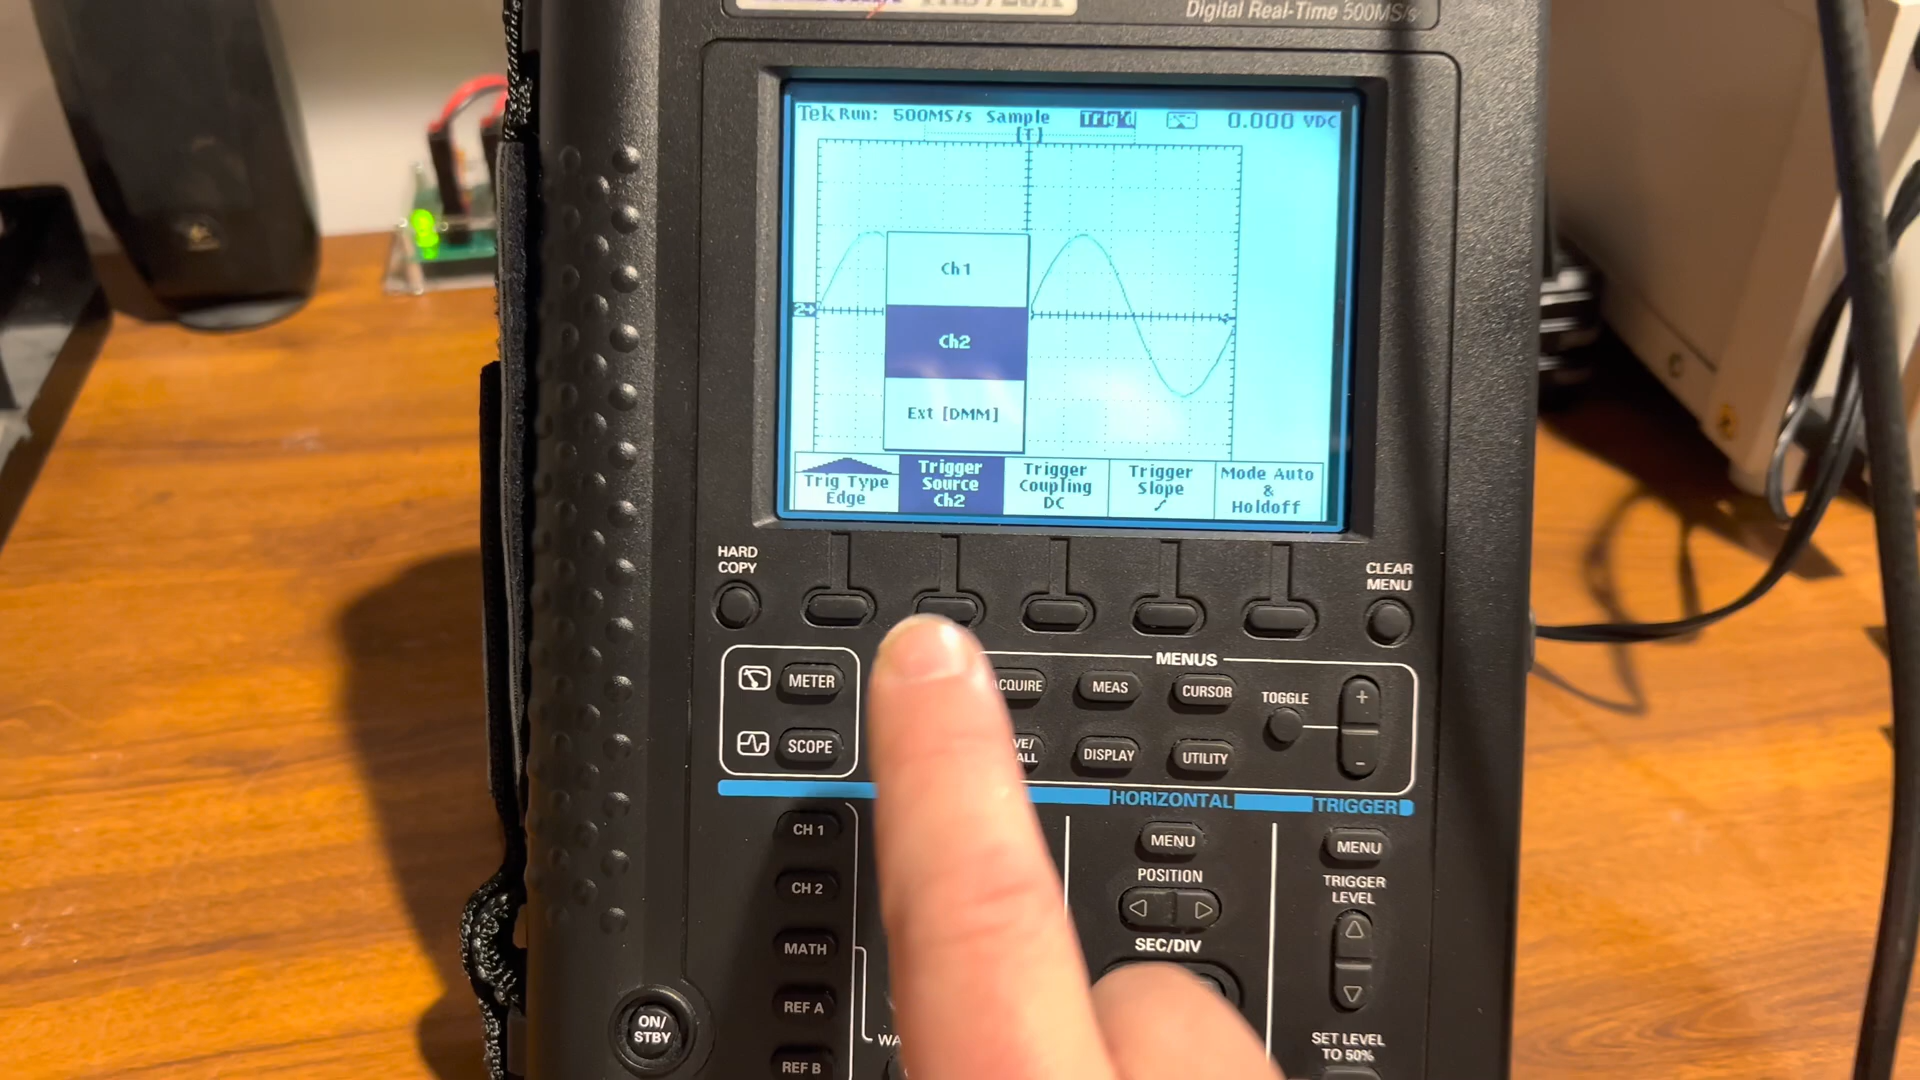 Digital Real-Time 500MS/s
Tek Run: 500MS/s Sample Trig'd 0.000 VDC
[T]
Ch1
2
Ch2
Ext [DMM]
Trig Type
Edge
Trigger
Source
Ch2
Trigger
Coupling
DC
Trigger
Slope
Mode Auto
&
Holdoff
HARD
COPY
CLEAR
MENU
MENUS
METER
ACQUIRE
MEAS
CURSOR
TOGGLE
+
-
SCOPE
DISPLAY
UTILITY
HORIZONTAL
TRIGGER
CH 1
MENU
MENU
POSITION
TRIGGER
LEVEL
CH 2
SEC/DIV
MATH
REF A
ON/
STBY
SET LEVEL
TO 50%
REF B